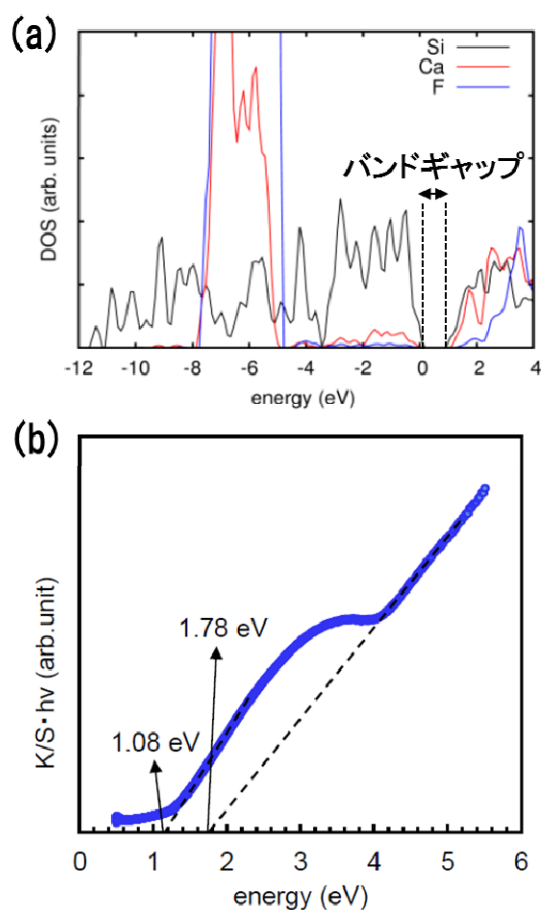 (a)
Si
Ca
F
バンドギャップ
DOS (arb. units)
-12 -10 -8 -6 -4 -2 0 2 4
energy (eV)
(b)
1.78 eV
1.08 eV
K/S・hν (arb.unit)
0 1 2 3 4 5 6
energy (eV)